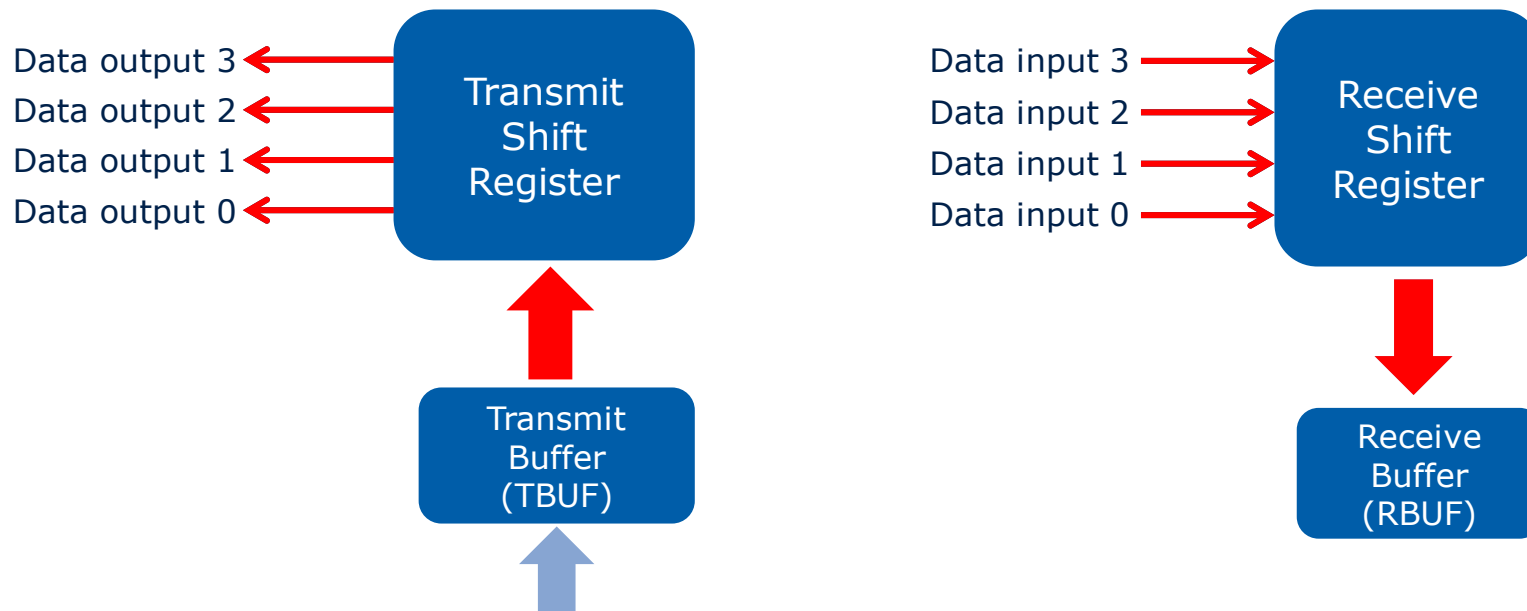 Data output 3
Data output 2
Data output 1
Data output 0
Transmit
Shift
Register
Transmit
Buffer
(TBUF)
Data input 3
Data input 2
Data input 1
Data input 0
Receive
Shift
Register
Receive
Buffer
(RBUF)